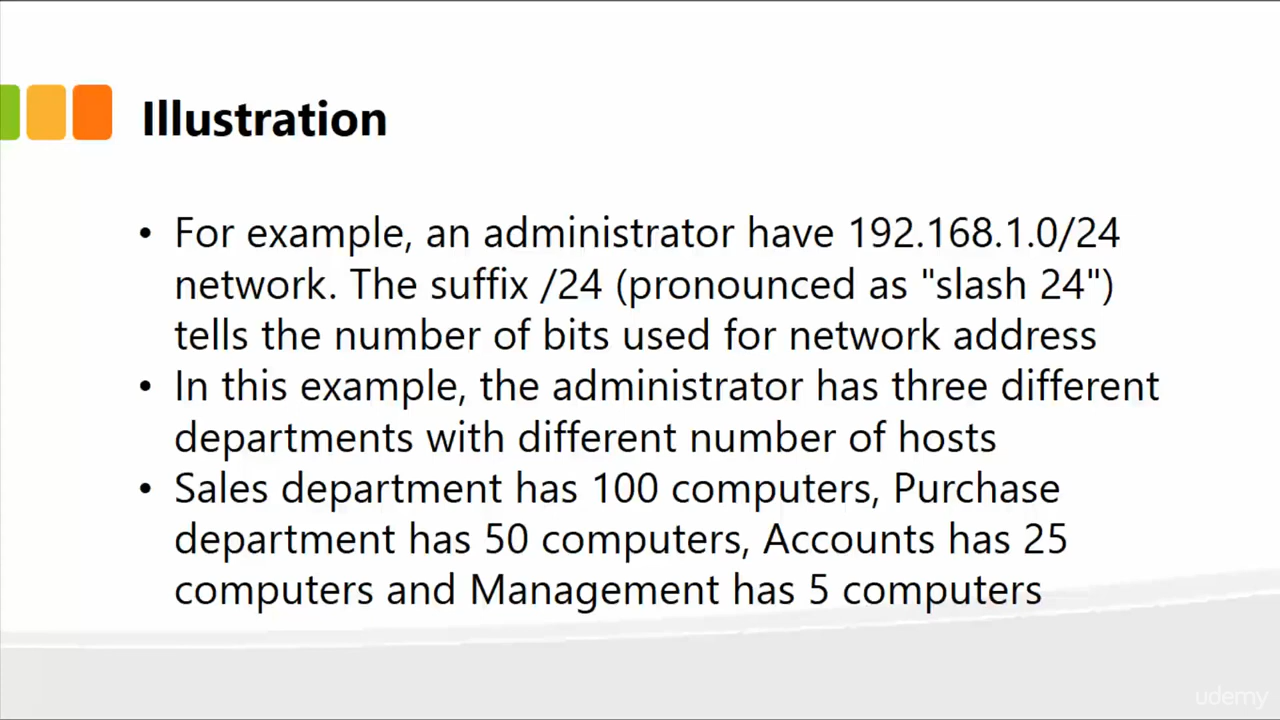 Illustration
• For example, an administrator have 192.168.1.0/24
network. The suffix /24 (pronounced as "slash 24")
tells the number of bits used for network address
• In this example, the administrator has three different
departments with different number of hosts
• Sales department has 100 computers, Purchase
department has 50 computers, Accounts has 25
computers and Management has 5 computers
udemy